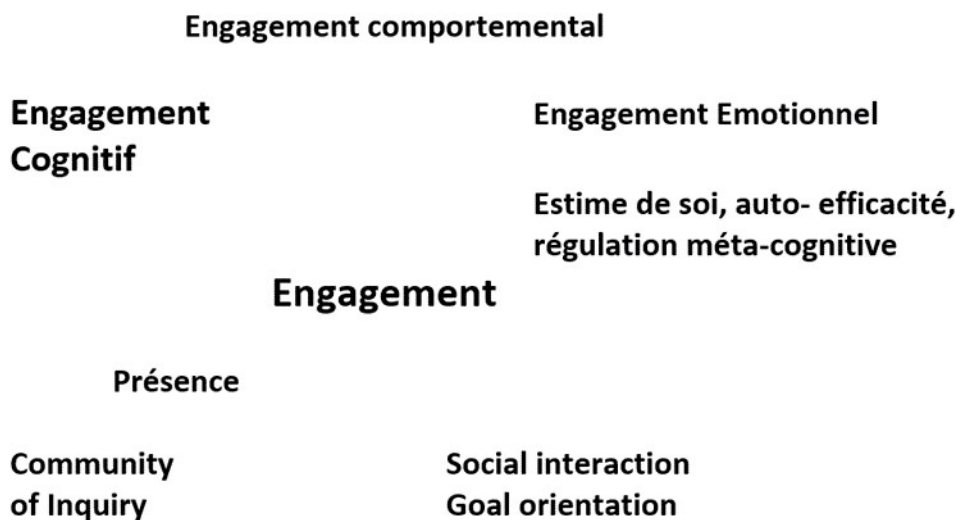 Engagement comportemental
Engagement
Cognitif
Engagement Emotionnel
Estime de soi, auto- efficacité,
régulation méta-cognitive
Engagement
Présence
Community
of Inquiry
Social interaction
Goal orientation